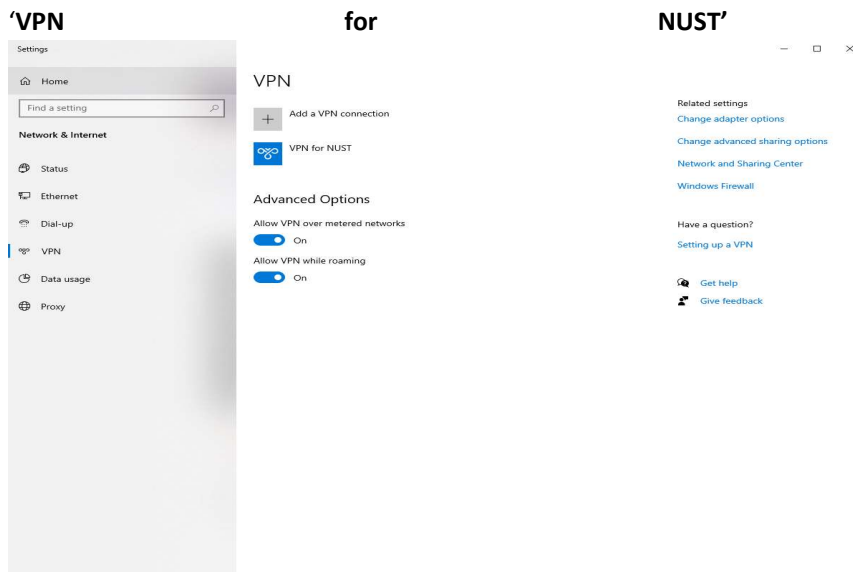 ‘VPN for NUST’
Settings
Home
Find a setting
Network & Internet
Status
Ethernet
Dial-up
VPN
Data usage
Proxy
VPN
Add a VPN connection
VPN for NUST
Advanced Options
Allow VPN over metered networks
On
Allow VPN while roaming
On
Related settings
Change adapter options
Change advanced sharing options
Network and Sharing Center
Windows Firewall
Have a question?
Setting up a VPN
Get help
Give feedback